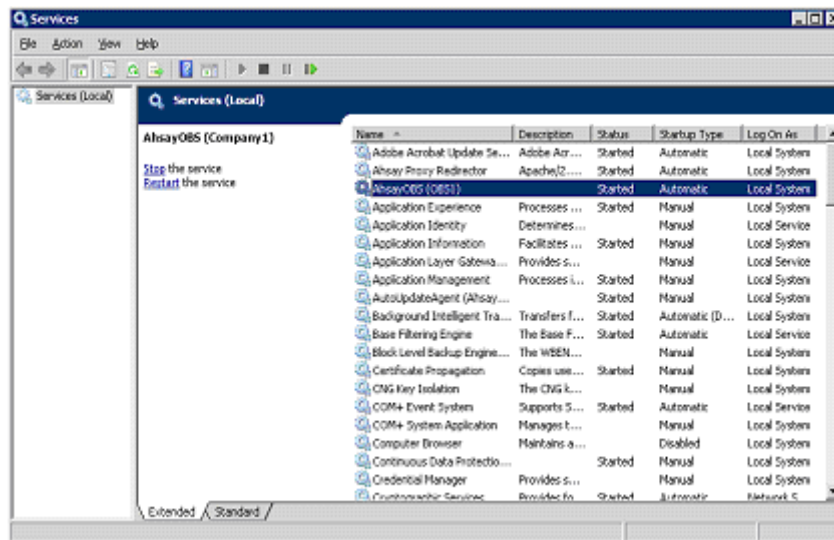 Services
File Action View Help
Services (Local)
Services (Local)
AhsayOBS (Company1)
Stop the service
Restart the service
Name Description Status Startup Type Log On As
Adobe Acrobat Update Se... Adobe Acr... Started Automatic Local System
Ahsay Proxy Redirector Apache/2.... Started Automatic Local System
AhsayOBS (OBS1) Started Automatic Local System
Application Experience Processes ... Started Manual Local System
Application Identity Determines... Manual Local Service
Application Information Facilitates ... Started Manual Local System
Application Layer Gatewa... Provides s... Manual Local Service
Application Management Processes i... Started Manual Local System
AutoUpdateAgent (Ahsay.... Started Manual Local System
Background Intelligent Tra... Transfers f... Started Automatic (D... Local System
Base Filtering Engine The Base F... Started Automatic Local Service
Block Level Backup Engine... The WBEN... Manual Local System
Certificate Propagation Copies use... Started Manual Local System
CNG Key Isolation The CNG k... Manual Local System
COM+ Event System Supports S... Started Automatic Local Service
COM+ System Application Manages t... Manual Local System
Computer Browser Maintains a... Disabled Local System
Continuous Data Protectio... Started Manual Local System
Credential Manager Provides s... Manual Local System
Cryptographic Services Provides fo... Started Automatic Network S...
Extended Standard